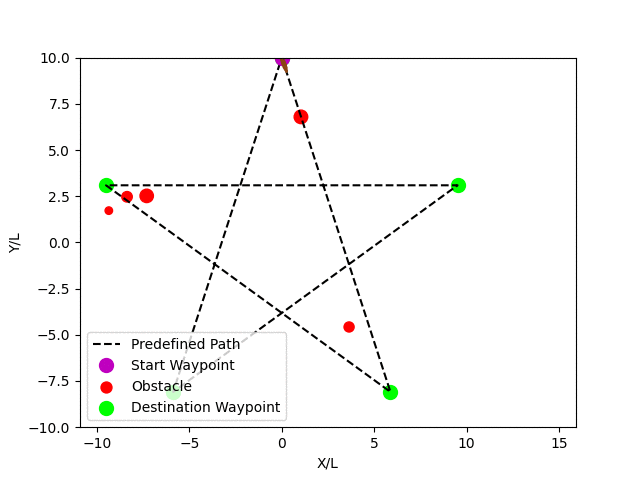 10.0
7.5
5.0
2.5
0.0
−2.5
−5.0
−7.5
−10.0
Y/L
Predefined Path
Start Waypoint
Obstacle
Destination Waypoint
−10 −5 0 5 10 15
X/L